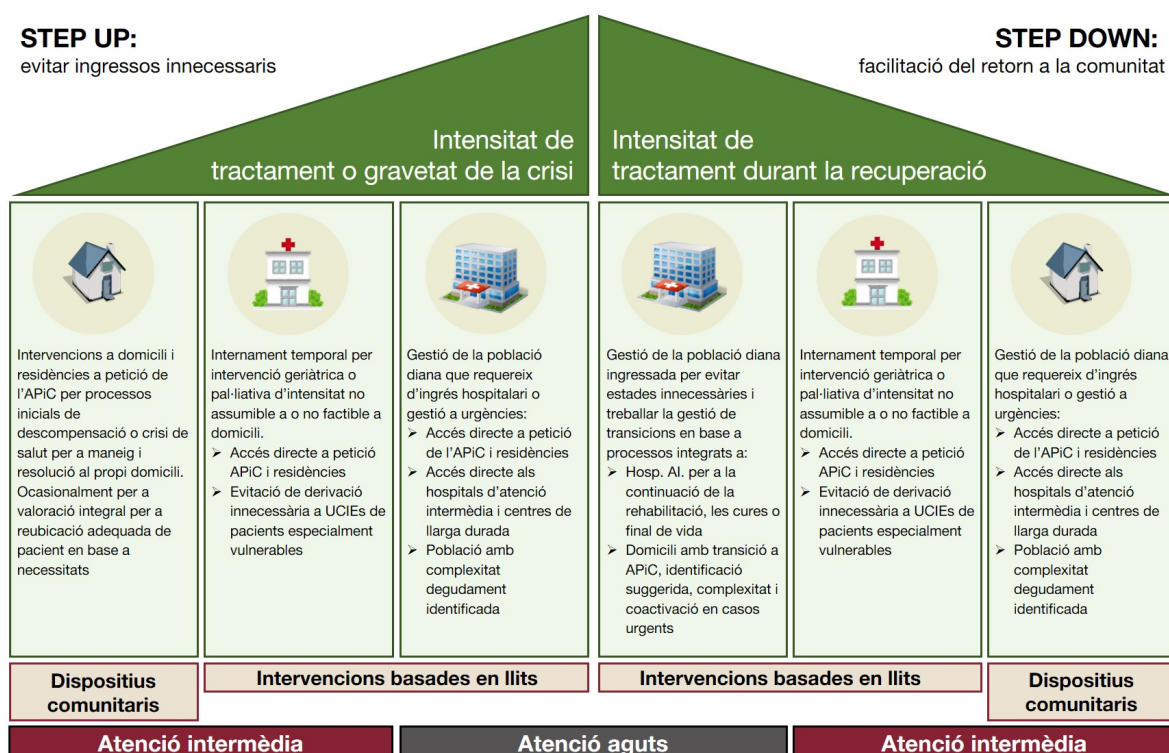 STEP UP:
evitar ingressos innecessaris
STEP DOWN:
facilitació del retorn a la comunitat
Intensitat de
tractament o gravetat de la crisi
Intensitat de
tractament durant la recuperació
Intervencions a domicili i
residències a petició de
l’APiC per processos
inicials de
descompensació o crisi de
salut per a maneig i
resolució al propi domicili.
Ocasionalment per a
valoració integral per a
reubicació adequada de
pacient en base a
necessitats
Internament temporal per
intervenció geriàtrica o
pal·liativa d’intensitat no
assumible a o no factible a
domicili.
➢ Accés directe a petició
APiC i residències
➢ Evitació de derivació
innecessària a UCIEs de
pacients especialment
vulnerables
Gestió de la població
diana que requereix
d’ingrés hospitalari o
gestió a urgències:
➢ Accés directe a petició
de l’APiC i residències
➢ Accés directe als
hospitals d’atenció
intermèdia i centres de
llarga durada
➢ Població amb
complexitat
degudament
identificada
Gestió de la població diana
ingressada per evitar
estades innecessàries i
treballar la gestió de
transicions en base a
processos integrats a:
➢ Hosp. AI. per a la
continuació de la
rehabilitació, les cures o
final de vida
➢ Domicili amb transició a
APiC, identificació
suggerida, complexitat i
coactivació en casos
urgents
Internament temporal per
intervenció geriàtrica o
pal·liativa d’intensitat no
assumible a o no factible a
domicili.
➢ Accés directe a petició
APiC i residències
➢ Evitació de derivació
innecessària a UCIEs de
pacients especialment
vulnerables
Gestió de la població diana
que requereix d’ingrés
hospitalari o gestió a
urgències:
➢ Accés directe a petició
de l’APiC i residències
➢ Accés directe als
hospitals d’atenció
intermèdia i centres de
llarga durada
➢ Població amb
complexitat
degudament
identificada
Dispositius
comunitaris
Intervencions basades en llits
Intervencions basades en llits
Dispositius
comunitaris
Atenció intermèdia
Atenció aguts
Atenció intermèdia